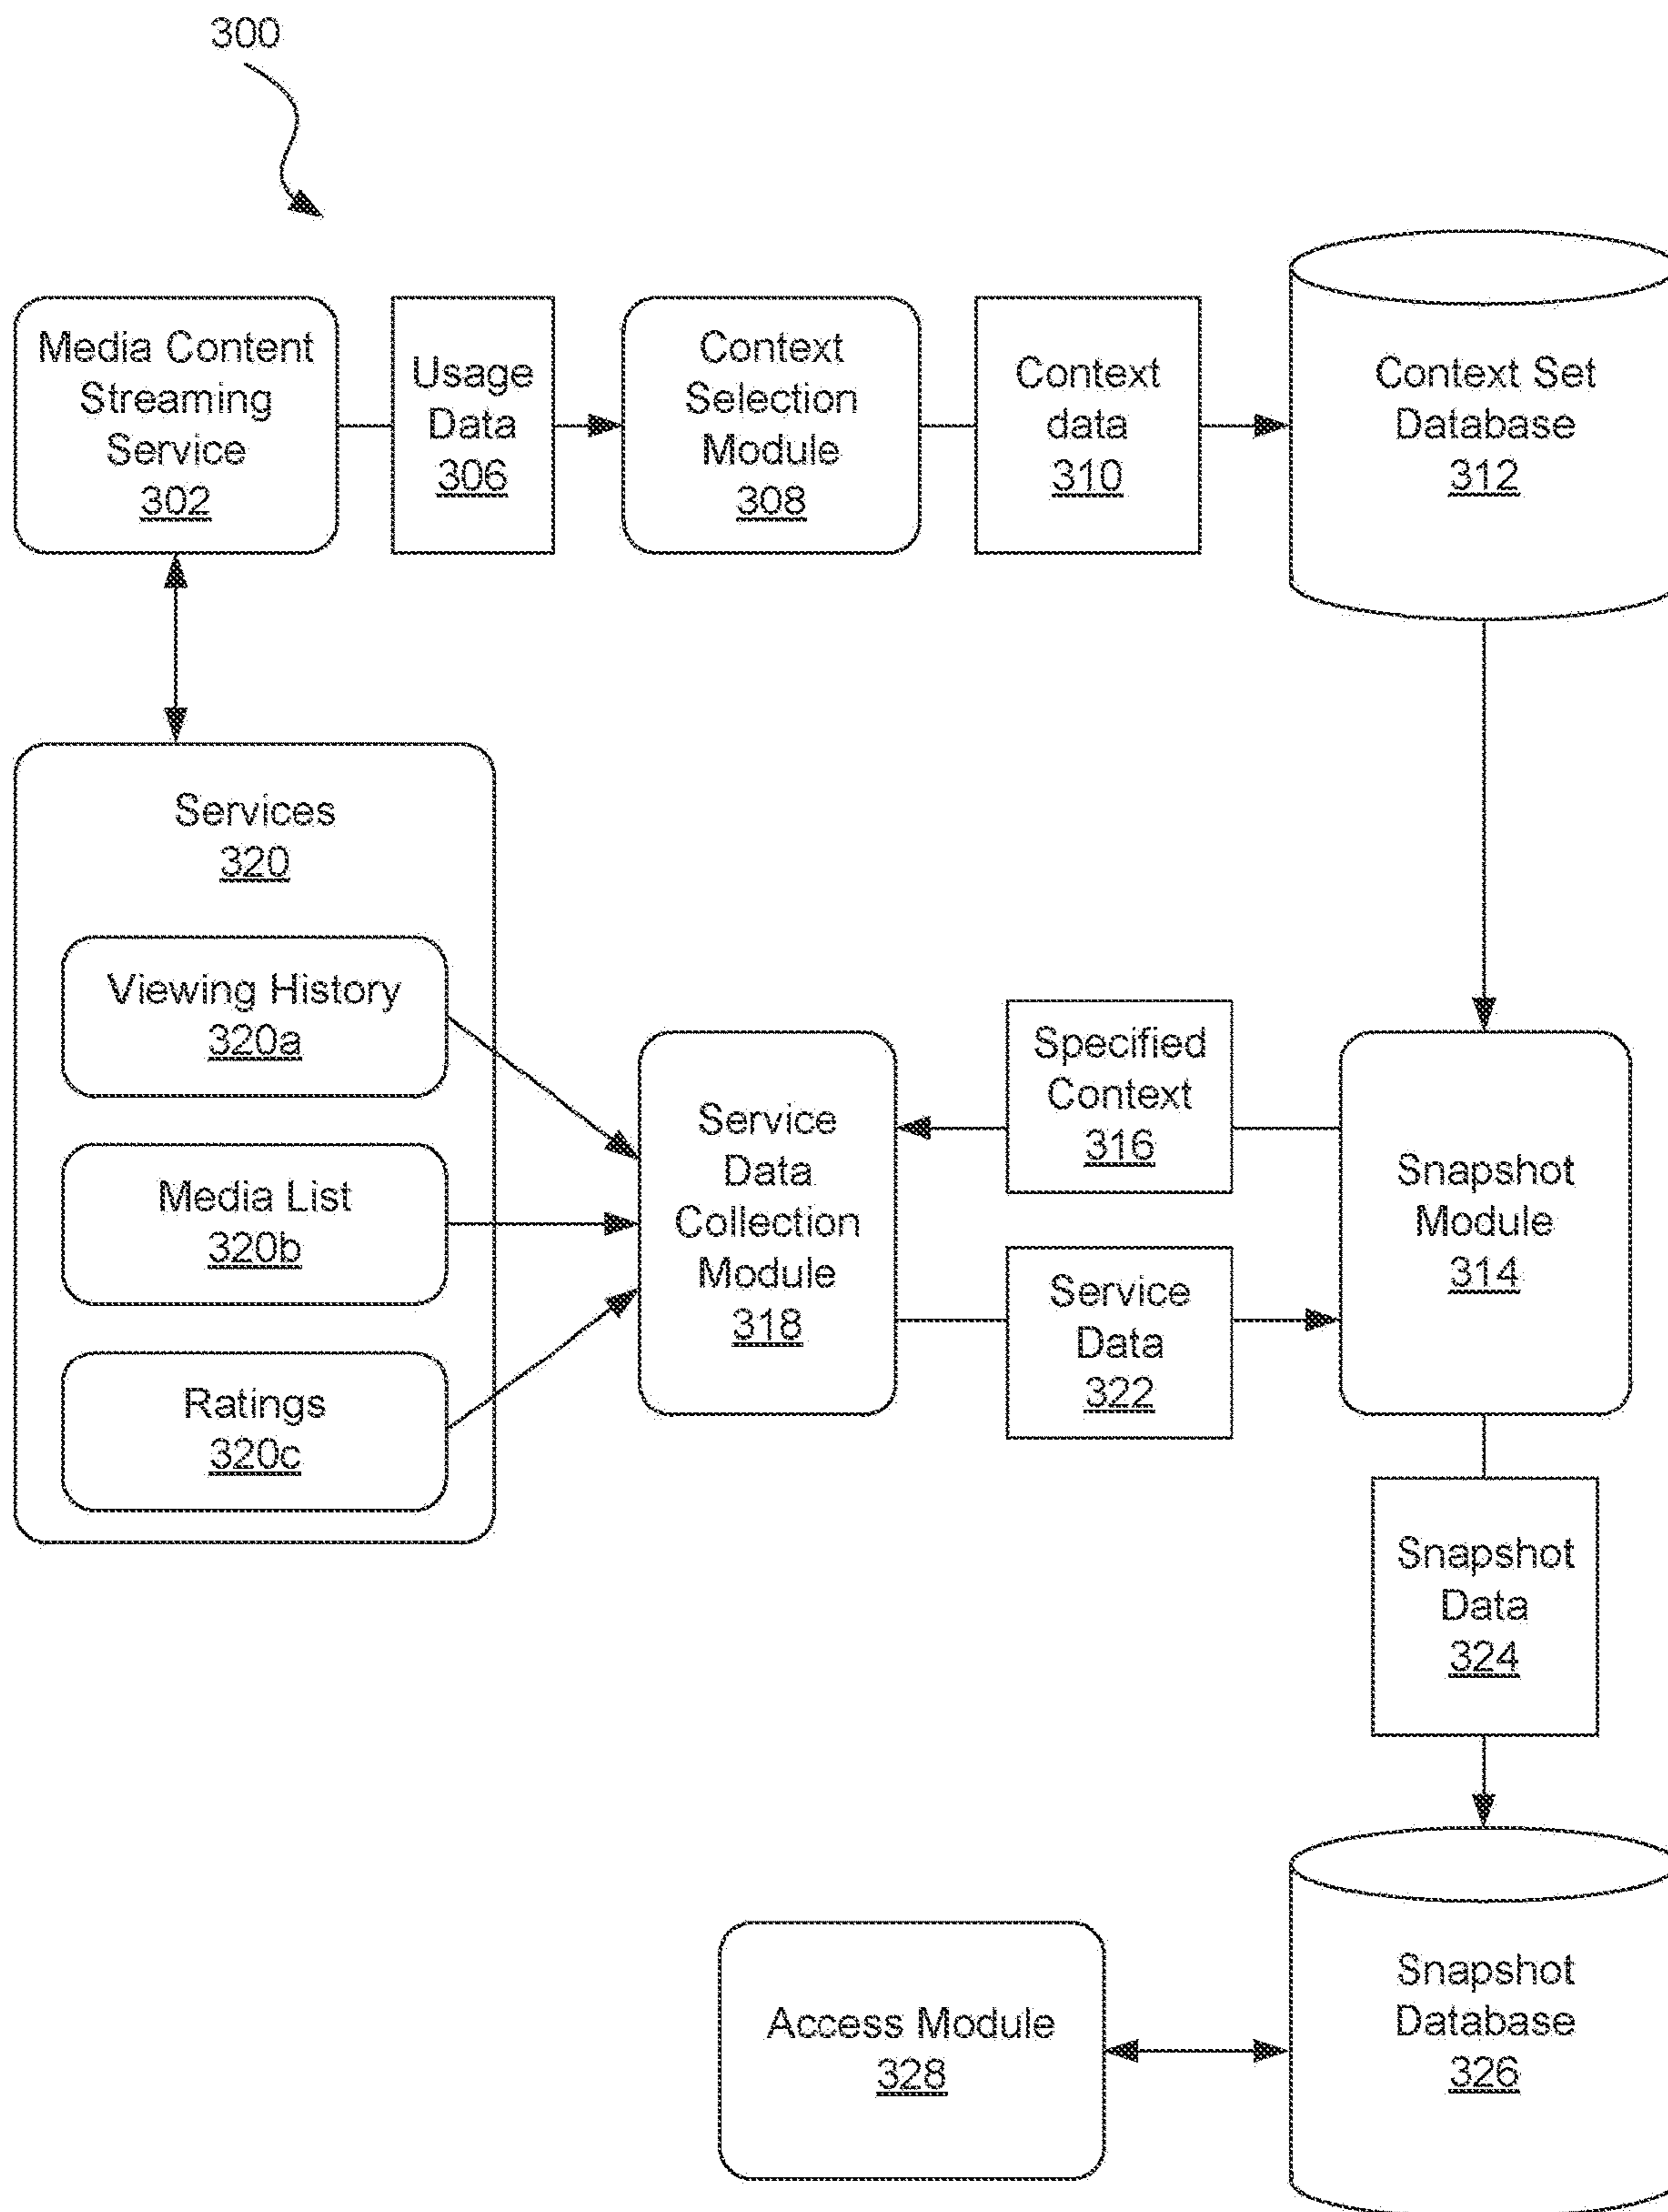 300
Media Content
Streaming
Service
302
Usage
Data
306
Context
Selection
Module
308
Context
data
310
Context Set
Database
312
Services
320
Viewing History
320a
Media List
320b
Ratings
320c
Service
Data
Collection
Module
318
Specified
Context
316
Service
Data
322
Snapshot
Module
314
Snapshot
Data
324
Access Module
328
Snapshot
Database
326